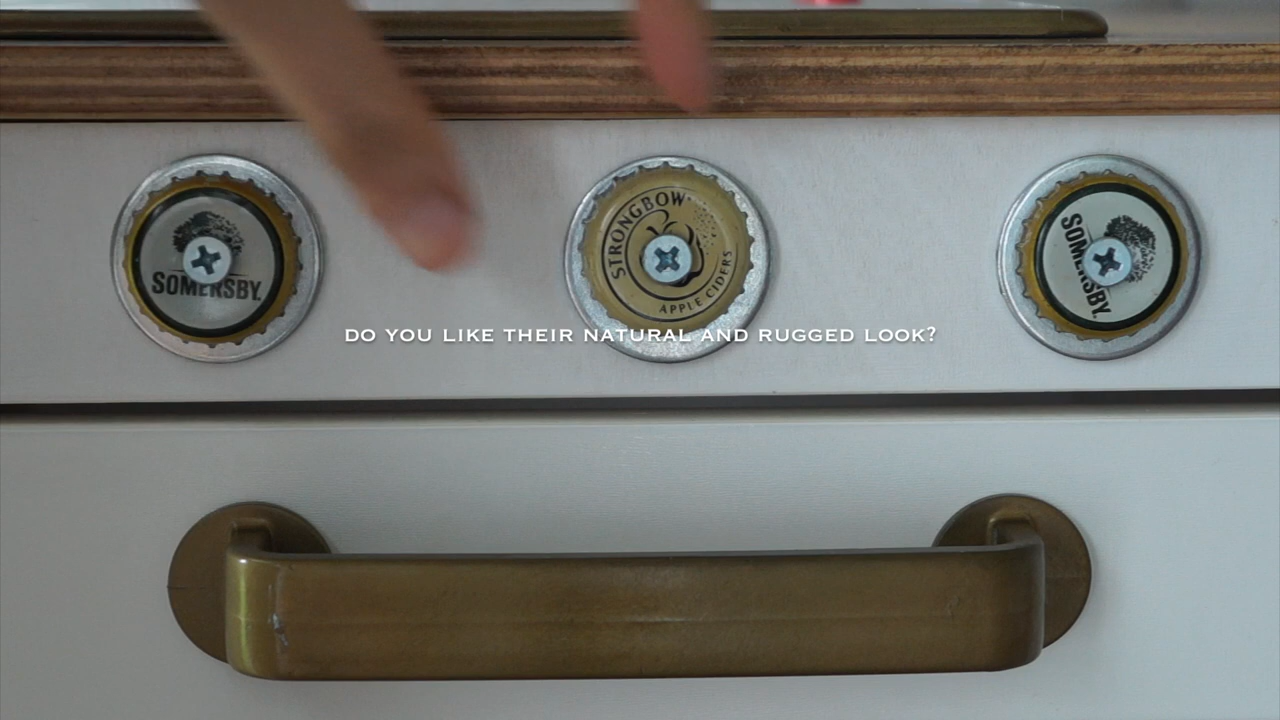 SOMERSBY.
STRONGBOW
APPLE CIDERS
SOMERSBY.
DO YOU LIKE THEIR NATURAL AND RUGGED LOOK?